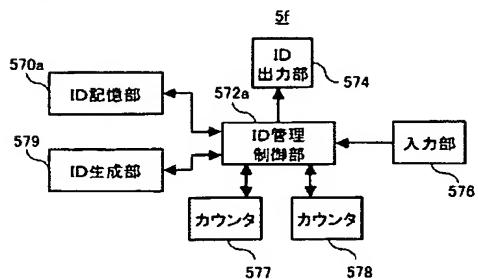 5f
570a
ID記憶部
ID
出力部
574
572a
579
ID生成部
ID管理
制御部
入力部
576
カウンタ
カウンタ
577
578